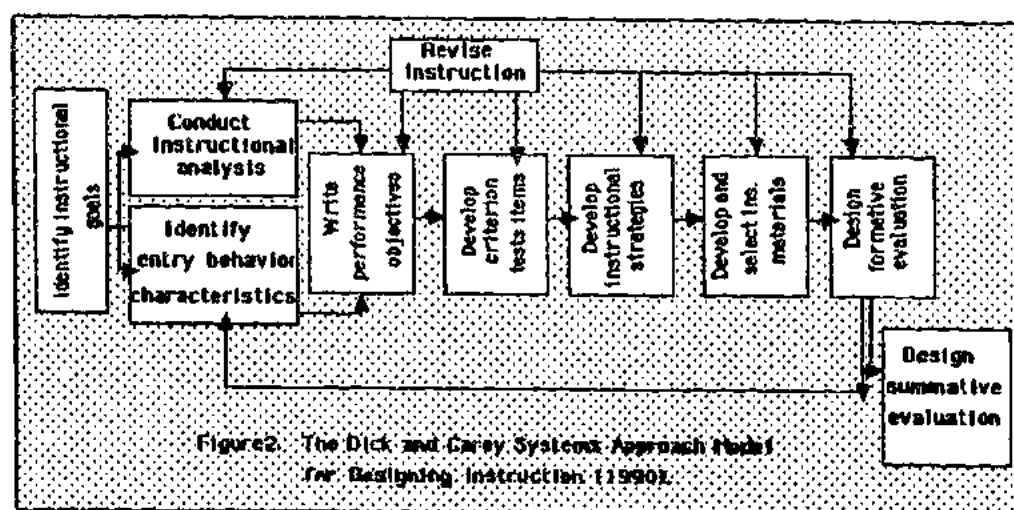 Revise
instruction
Identify instructional
goals
Conduct
instructional
analysis
Identify
entry behavior
characteristics
Write
performance
objectives
Develop
criterion
tests items
Develop
instructional
strategies
Develop and
select ins.
materials
Design
formative
evaluation
Design
summative
evaluation
Figure2. The Dick and Carey Systems Approach Model
for Designing instruction (1990).